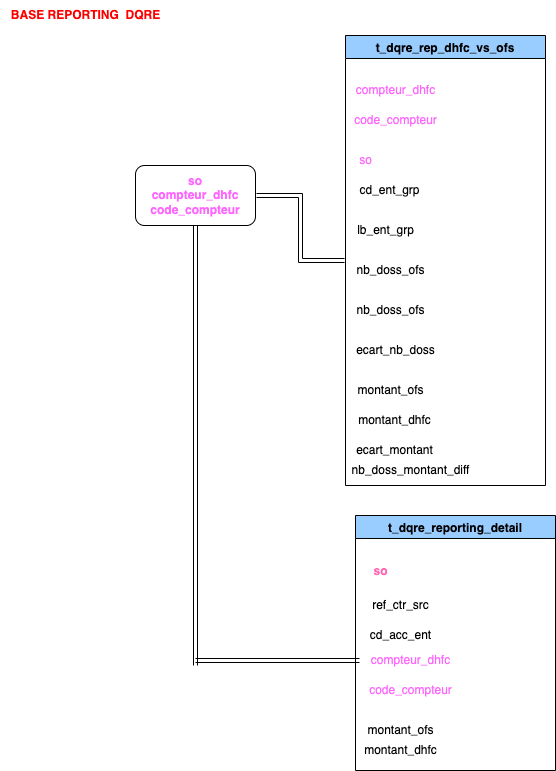 BASE REPORTING DQRE
t_dqre_rep_dhfc_vs_ofs
compteur_dhfc
code_compteur
so
cd_ent_grp
lb_ent_grp
nb_doss_ofs
nb_doss_ofs
ecart_nb_doss
montant_ofs
montant_dhfc
ecart_montant
nb_doss_montant_diff
so
compteur_dhfc
code_compteur
t_dqre_reporting_detail
so
ref_ctr_src
cd_acc_ent
compteur_dhfc
code_compteur
montant_ofs
montant_dhfc